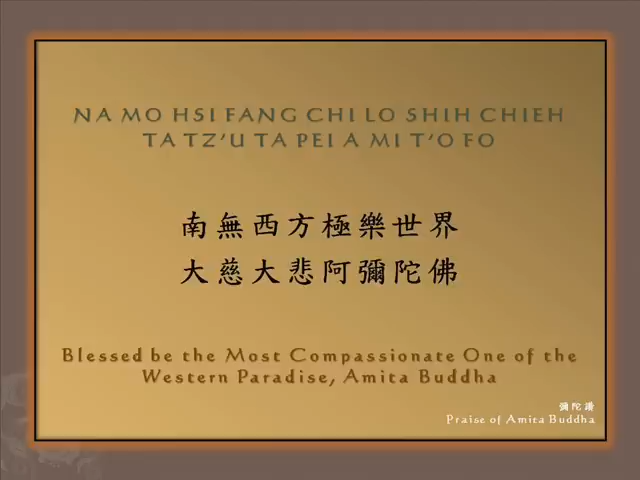 NA MO HSI FANG CHI LO SHIH CHIEH
TA TZ'U TA PEI A MI T'O FO
南無西方極樂世界
大慈大悲阿彌陀佛
Blessed be the Most Compassionate One of the
Western Paradise, Amita Buddha
彌陀讚
Praise of Amita Buddha